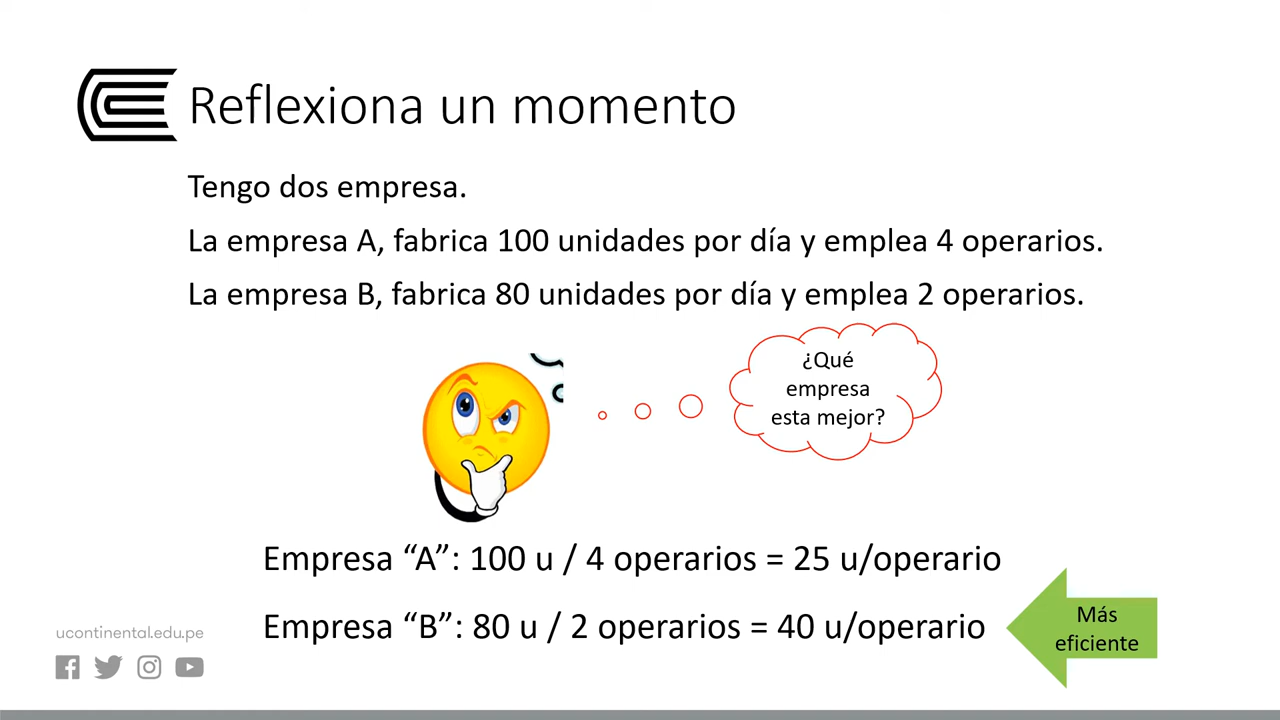 Reflexiona un momento
Tengo dos empresa.
La empresa A, fabrica 100 unidades por día y emplea 4 operarios.
La empresa B, fabrica 80 unidades por día y emplea 2 operarios.
¿Qué
empresa
esta mejor?
Empresa “A”: 100 u / 4 operarios = 25 u/operario
Empresa “B”: 80 u / 2 operarios = 40 u/operario
Más
eficiente
ucontinental.edu.pe